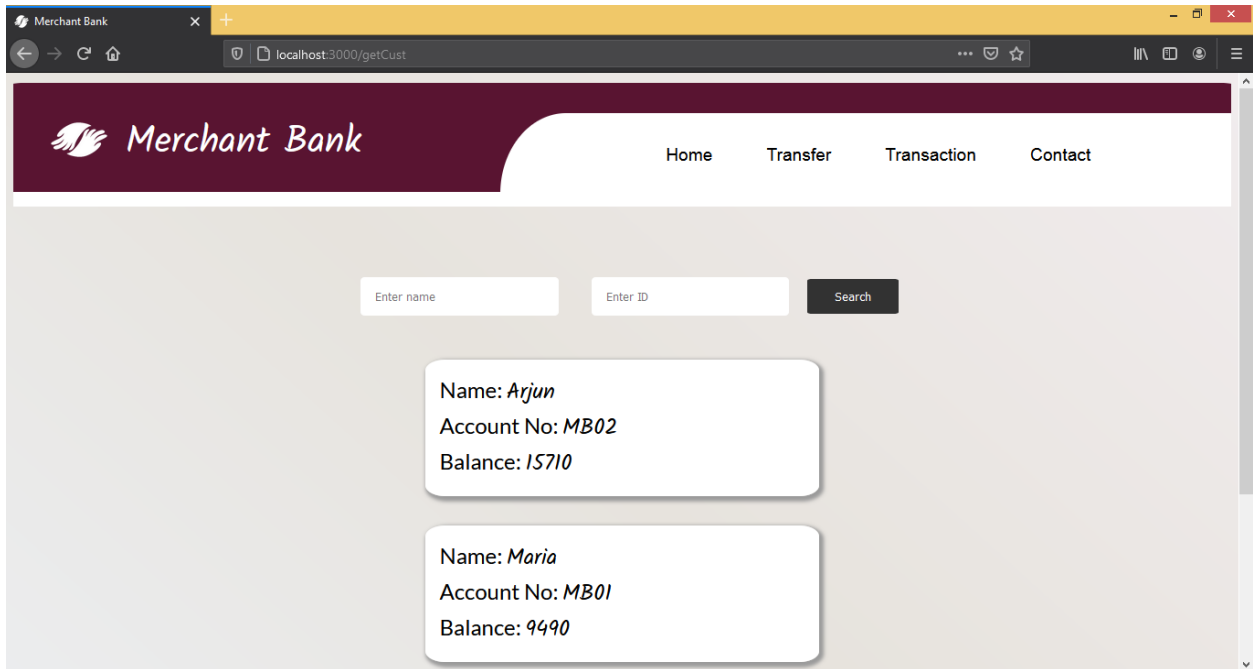 Merchant Bank
localhost:3000/getCust
Merchant Bank
Home Transfer Transaction Contact
Enter name Enter ID Search
Name: Arjun
Account No: MB02
Balance: 15710
Name: Maria
Account No: MB01
Balance: 9490